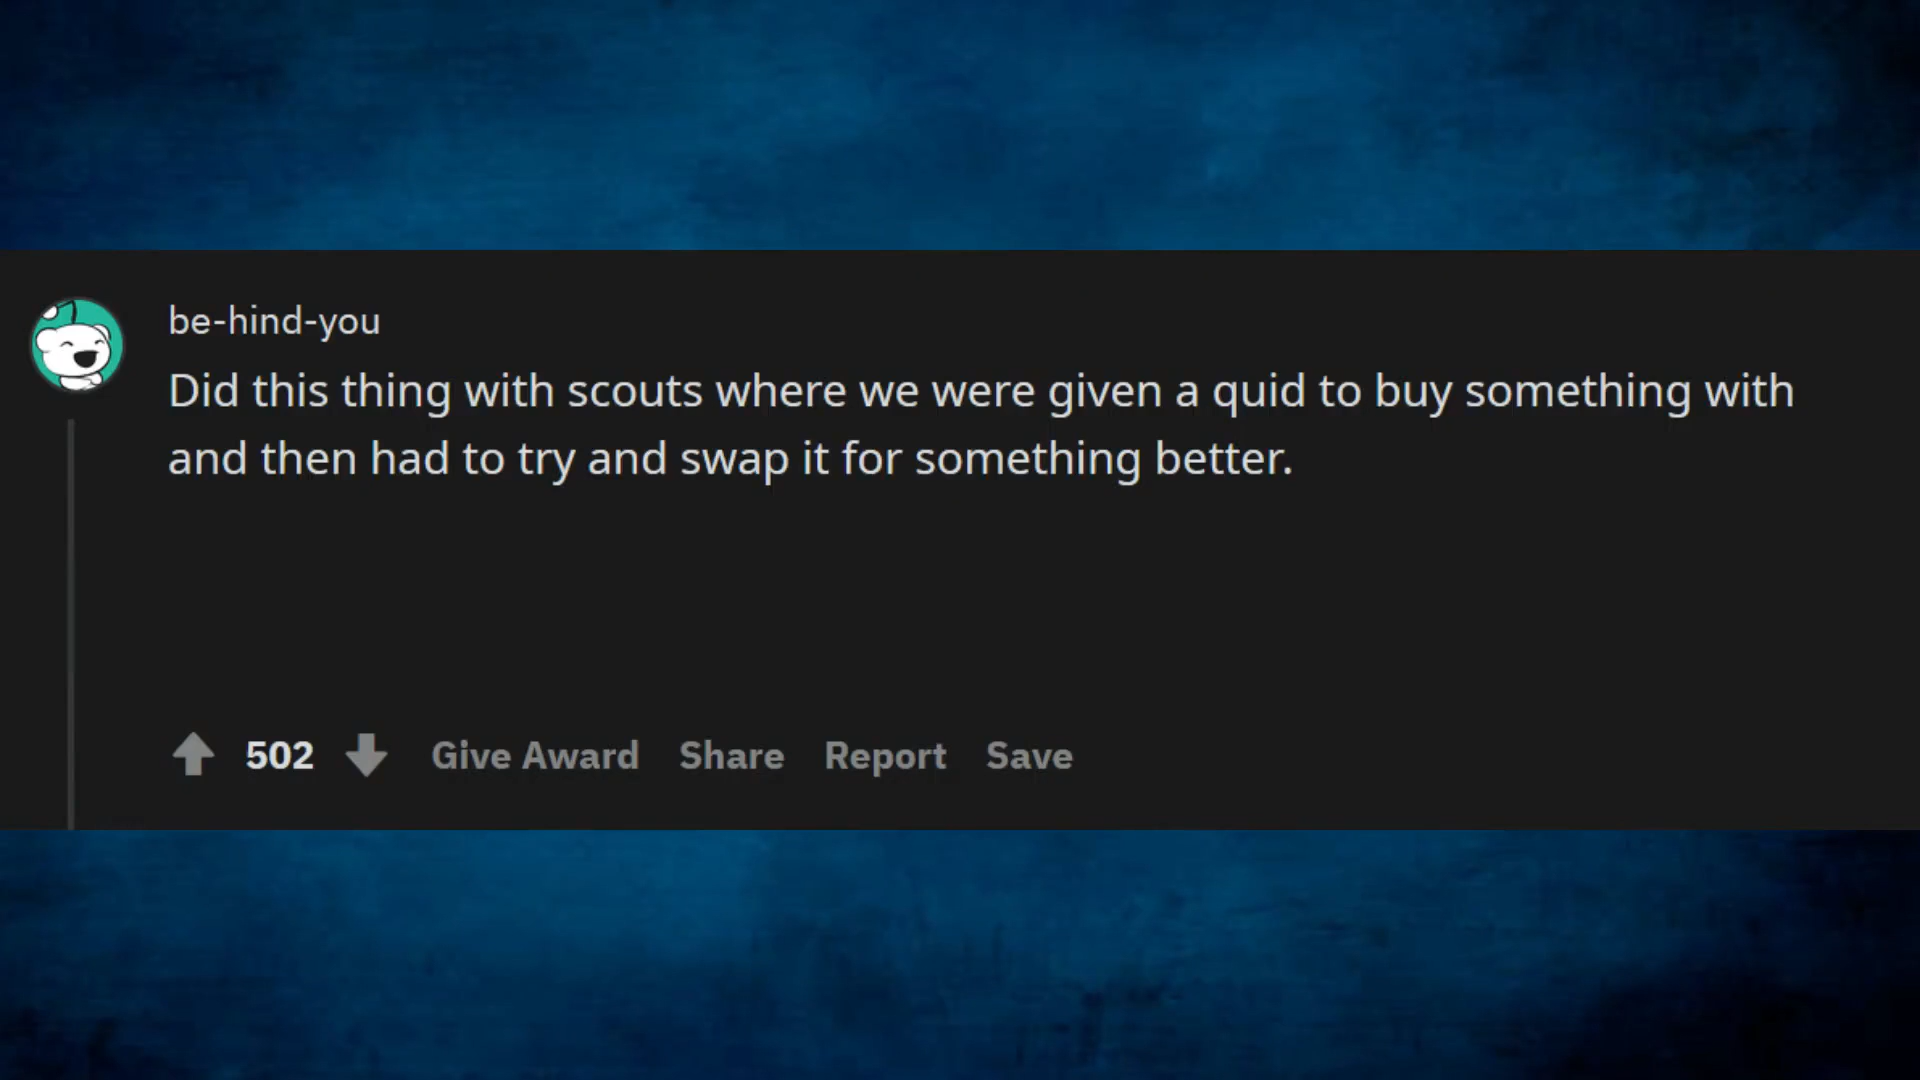 be-hind-you
Did this thing with scouts where we were given a quid to buy something with
and then had to try and swap it for something better.
502 Give Award Share Report Save